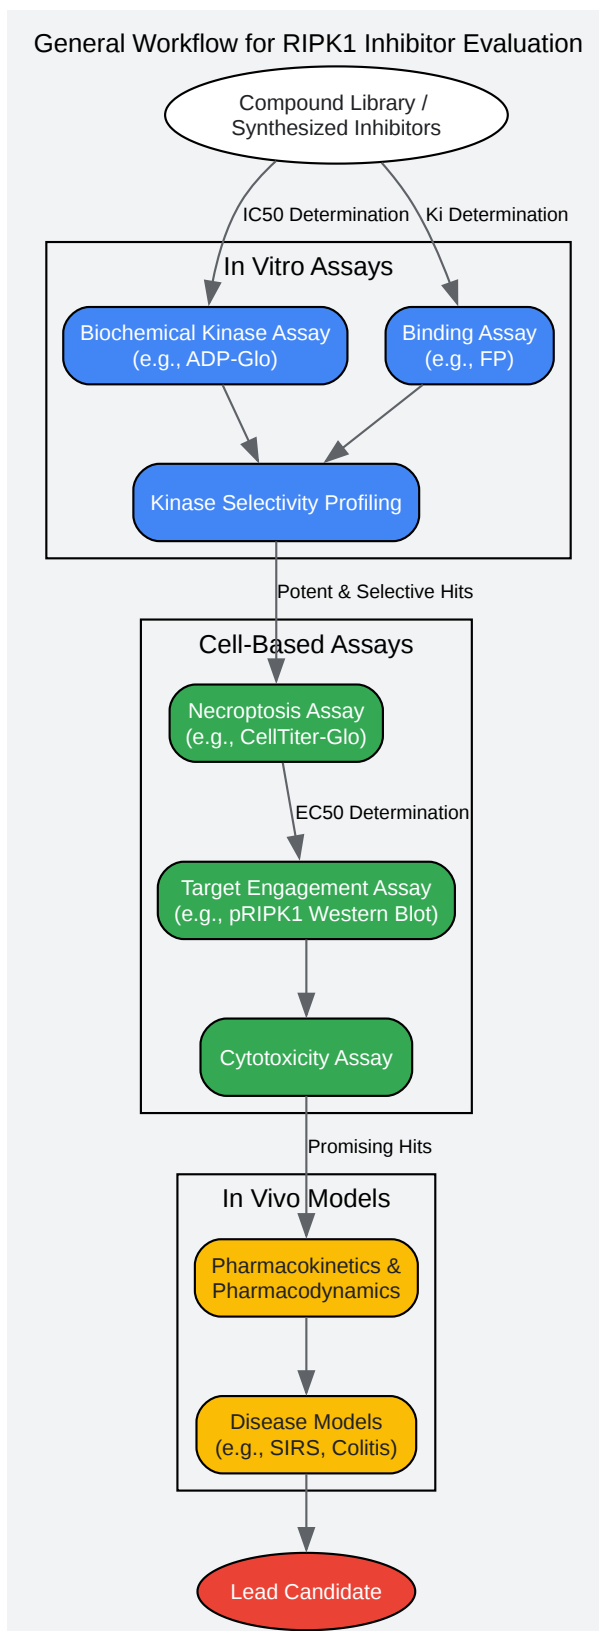 General Workflow for RIPK1 Inhibitor Evaluation
Compound Library /
Synthesized Inhibitors
IC50 Determination
Ki Determination
In Vitro Assays
Biochemical Kinase Assay
(e.g., ADP-Glo)
Binding Assay
(e.g., FP)
Kinase Selectivity Profiling
Potent & Selective Hits
Cell-Based Assays
Necroptosis Assay
(e.g., CellTiter-Glo)
EC50 Determination
Target Engagement Assay
(e.g., pRIPK1 Western Blot)
Cytotoxicity Assay
Promising Hits
In Vivo Models
Pharmacokinetics &
Pharmacodynamics
Disease Models
(e.g., SIRS, Colitis)
Lead Candidate